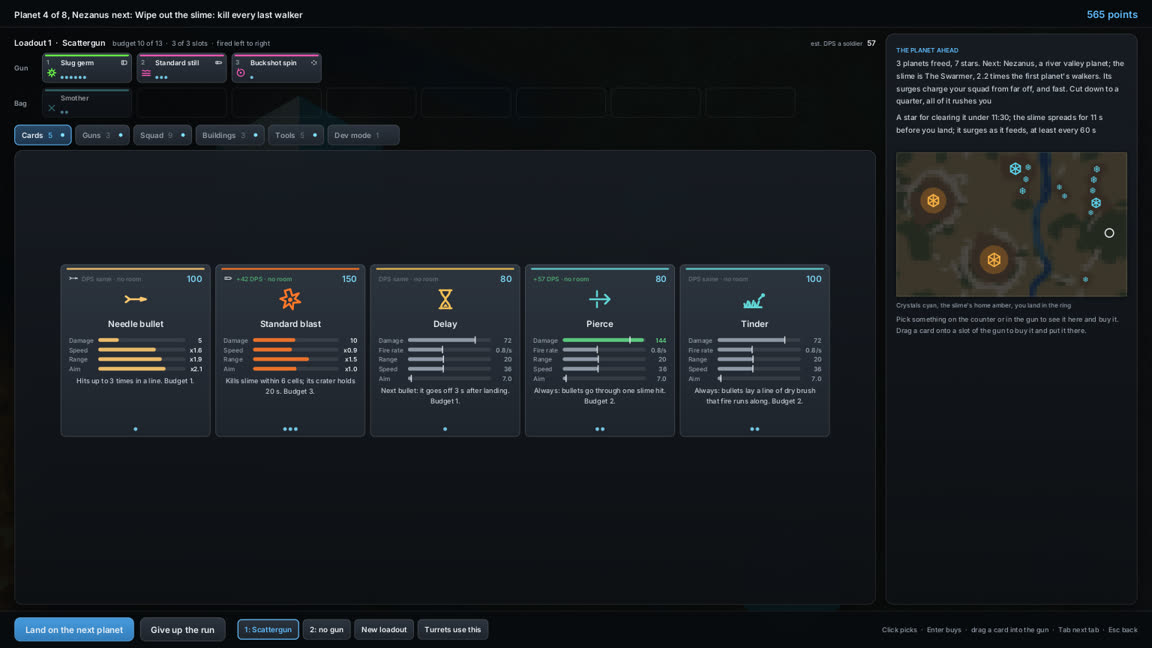 Planet 4 of 8, Nezanus next: Wipe out the slime: kill every last walker
565 points
Loadout 1 · Scattergun budget 10 of 13 · 3 of 3 slots · fired left to right
est. DPS a soldier 57
Gun
1 Slug germ
2 Standard still
3 Buckshot spin
Bag
Smother
Cards 5
Guns 3
Squad 9
Buildings 3
Tools 5
Dev mode 1
DPS same · no room 100
Needle bullet
Damage 5
Speed x1.6
Range x1.9
Aim x2.1
Hits up to 3 times in a line. Budget 1.
+42 DPS · no room 150
Standard blast
Damage 10
Speed x0.9
Range x1.5
Aim x1.0
Kills slime within 6 cells; its crater holds
20 s. Budget 3.
DPS same · no room 80
Delay
Damage 72
Fire rate 0.8/s
Range 20
Speed 36
Aim 7.0
Next bullet: it goes off 3 s after landing.
Budget 1.
+57 DPS · no room 80
Pierce
Damage 144
Fire rate 0.8/s
Range 20
Speed 36
Aim 7.0
Always: bullets go through one slime hit.
Budget 2.
DPS same · no room 100
Tinder
Damage 72
Fire rate 0.8/s
Range 20
Speed 36
Aim 7.0
Always: bullets lay a line of dry brush
that fire runs along. Budget 2.
THE PLANET AHEAD
3 planets freed, 7 stars. Next: Nezanus, a river valley planet; the
slime is The Swarmer, 2.2 times the first planet's walkers. Its
surges charge your squad from far off, and fast. Cut down to a
quarter, all of it rushes you
A star for clearing it under 11:30; the slime spreads for 11 s
before you land; it surges as it feeds, at least every 60 s
Crystals cyan, the slime's home amber, you land in the ring
Pick something on the counter or in the gun to see it here and buy it.
Drag a card onto a slot of the gun to buy it and put it there.
Land on the next planet
Give up the run
1: Scattergun
2: no gun
New loadout
Turrets use this
Click picks · Enter buys · drag a card into the gun · Tab next tab · Esc back